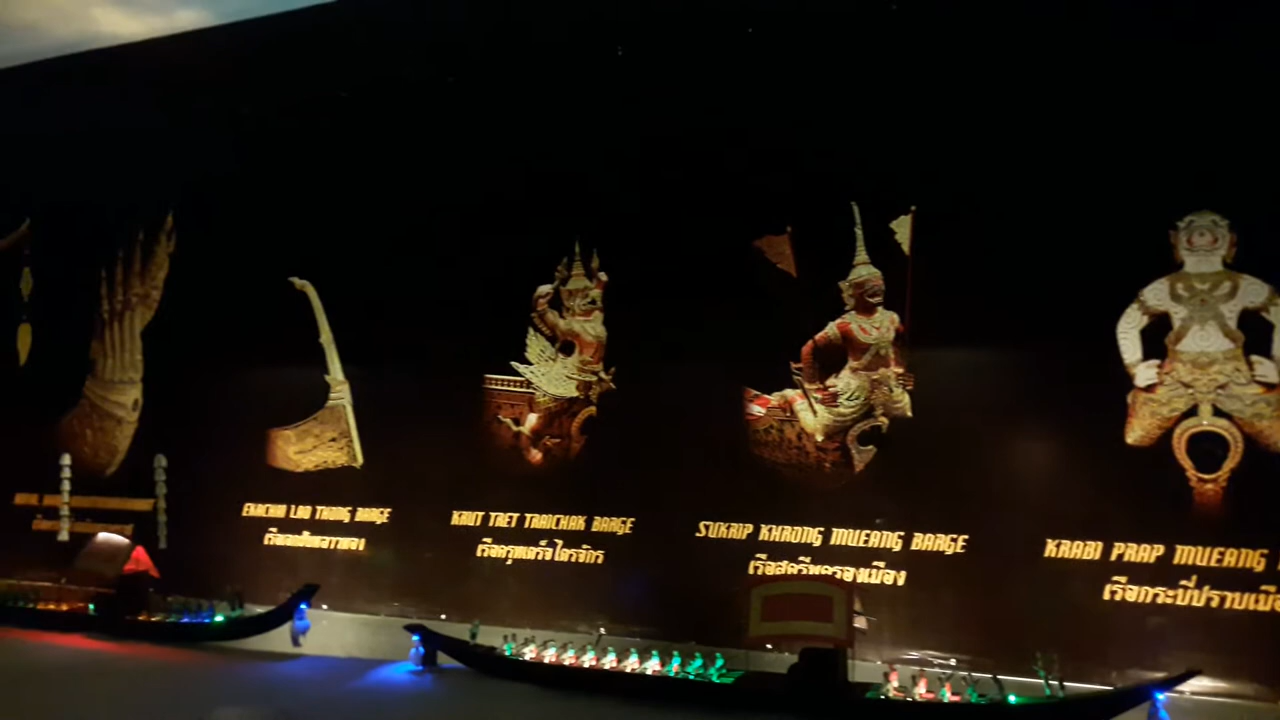 EKACHAI LAO THONG BARGE
เรือเอกชัยเหลาทอง
KRUT TRET TRAICHAK BARGE
เรือครุฑเตร็จไตรจักร
SUKRIP KHRONG MUEANG BARGE
เรือสุครีพครองเมือง
KRABI PRAP MUEANG
เรือกระบี่ปราบเมือ